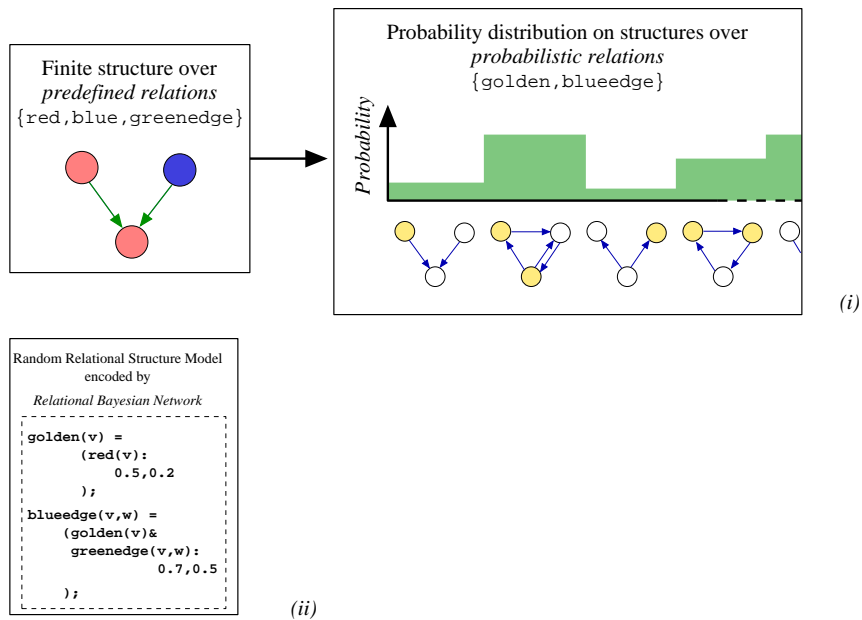 Finite structure over
predefined relations
{red,blue,greenedge}
Probability distribution on structures over
probabilistic relations
{golden,blueedge}
Probability
(i)
Random Relational Structure Model
encoded by
Relational Bayesian Network
golden(v) =
(red(v):
0.5,0.2
);
blueedge(v,w) =
(golden(v)&
greenedge(v,w):
0.7,0.5
);
(ii)